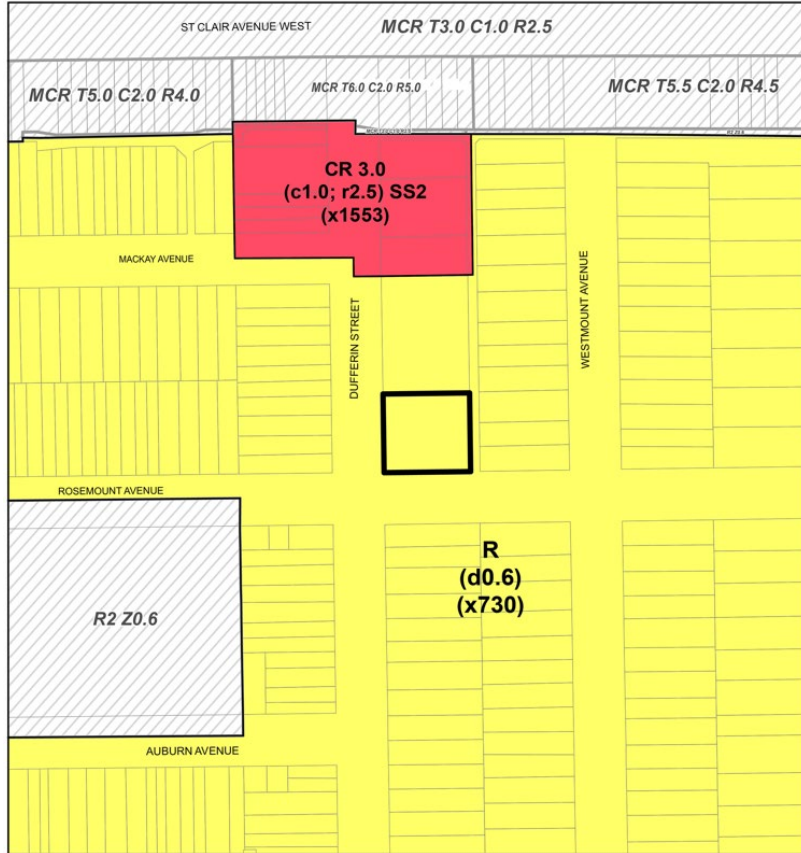 ST CLAIR AVENUE WEST
MCR T3.0 C1.0 R2.5
MCR T5.0 C2.0 R4.0
MCR T6.0 C2.0 R5.0
MCR T5.5 C2.0 R4.5
CR 3.0
(c1.0; r2.5) SS2
(x1553)
MACKAY AVENUE
DUFFERIN STREET
WESTMOUNT AVENUE
ROSEMOUNT AVENUE
R
(d0.6)
(x730)
R2 Z0.6
AUBURN AVENUE